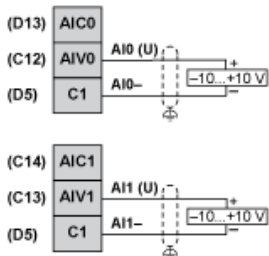 (D13) AIC0
(C12) AIV0 AI0 (U) +
–10...+10 V
(D5) C1 AI0– –
(C14) AIC1
(C13) AIV1 AI1 (U) +
–10...+10 V
(D5) C1 AI1– –